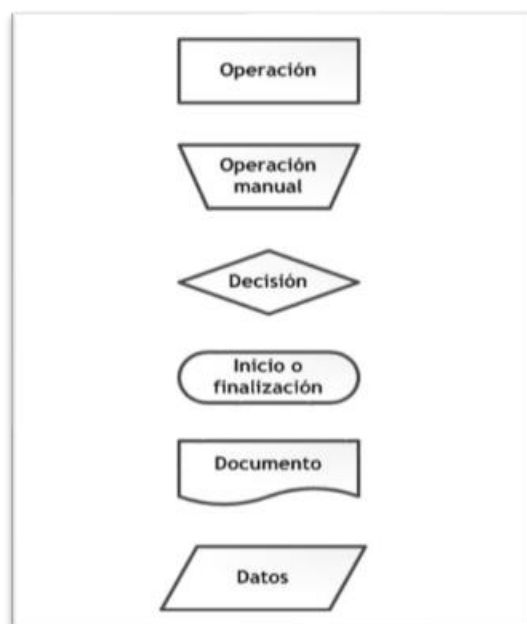 Operación
Operación
manual
Decisión
Inicio o
finalización
Documento
Datos